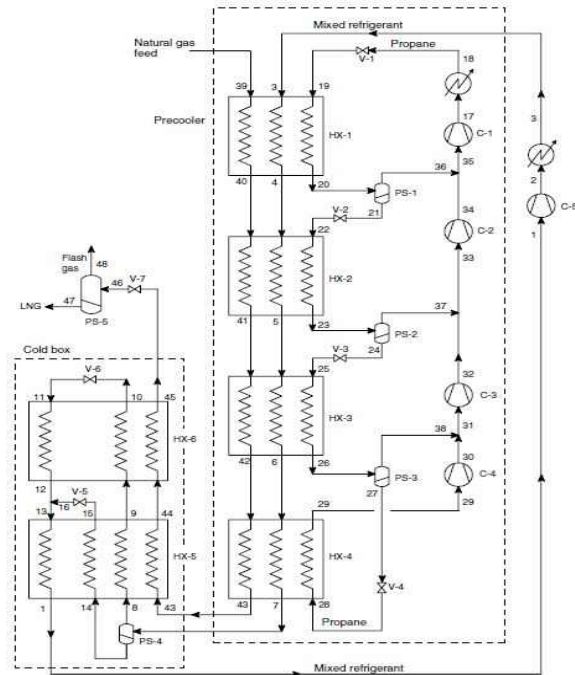 Mixed refrigerant
Natural gas
feed
Propane
V-1
18
39
3
19
Precooler
HX-1
17
C-1
3
40
4
20
36
35
PS-1
2
C-5
V-2
21
34
1
22
C-2
Flash
gas
48
33
46
V-7
HX-2
LNG
47
PS-5
41
5
23
37
PS-2
Cold box
V-3
24
25
32
V-6
11
10
45
HX-3
C-3
HX-6
42
6
26
38
31
PS-3
30
12
27
C-4
V-5
29
29
13
16
15
9
44
HX-5
HX-4
V-4
1
14
8
43
43
7
28
PS-4
Propane
Mixed refrigerant